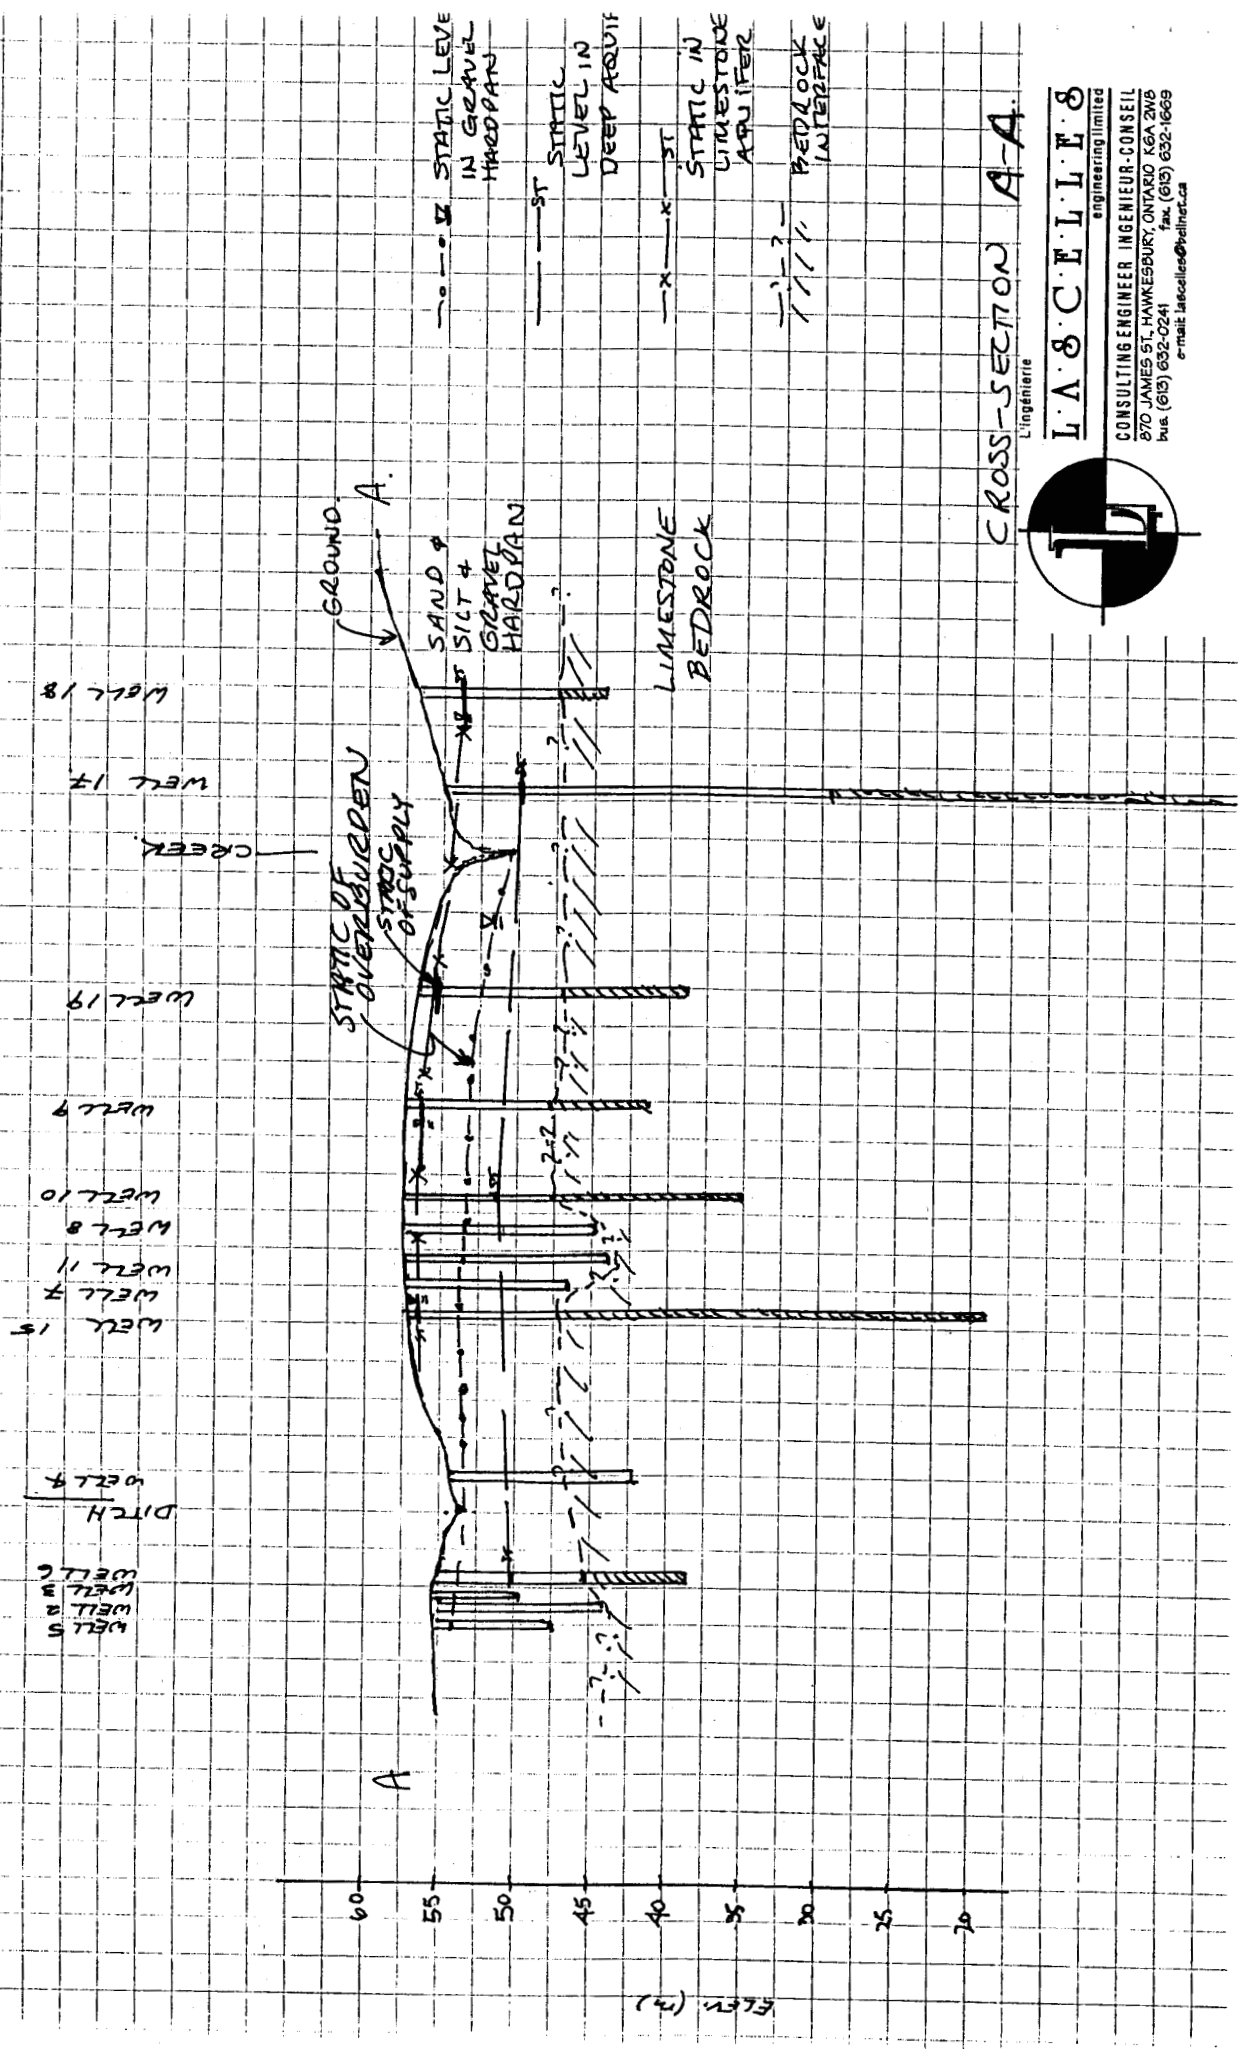 WELL 5
WELL 2
WELL 3
WELL 6
DITCH
WELL 4
WELL 15
WELL 7
WELL 11
WELL 8
WELL 10
WELL 9
WELL 19
CREEK
WELL 17
WELL 18
A
A.
GROUND.
STATIC OF
OVERBURDEN
STATIC
OF SUPPLY
SAND &
SILT &
GRAVEL
HARDPAN
LIMESTONE
BEDROCK
ELEV. (m)
60
55
50
45
40
35
30
25
20
STATIC LEVE
IN GRAVEL
HARDPAN
ST
STATIC
LEVEL IN
DEEP AQUIF
ST
STATIC IN
LIMESTONE
AQUIFER
BEDROCK
INTERFACE
CROSS-SECTION A-A.
L'Ingénierie
L·A·S·C·E·L·L·E·S
engineering limited
CONSULTING ENGINEER INGENIEUR-CONSEIL
870 JAMES ST., HAWKESBURY, ONTARIO K6A 2W8
bus. (613) 632-0241 fax. (613) 632-1669
e-mail: lascelles@bellnet.ca